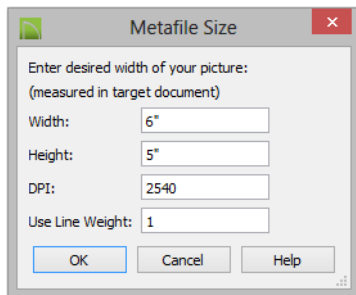 Metafile Size
Enter desired width of your picture:
(measured in target document)
Width: 6"
Height: 5"
DPI: 2540
Use Line Weight: 1
OK Cancel Help